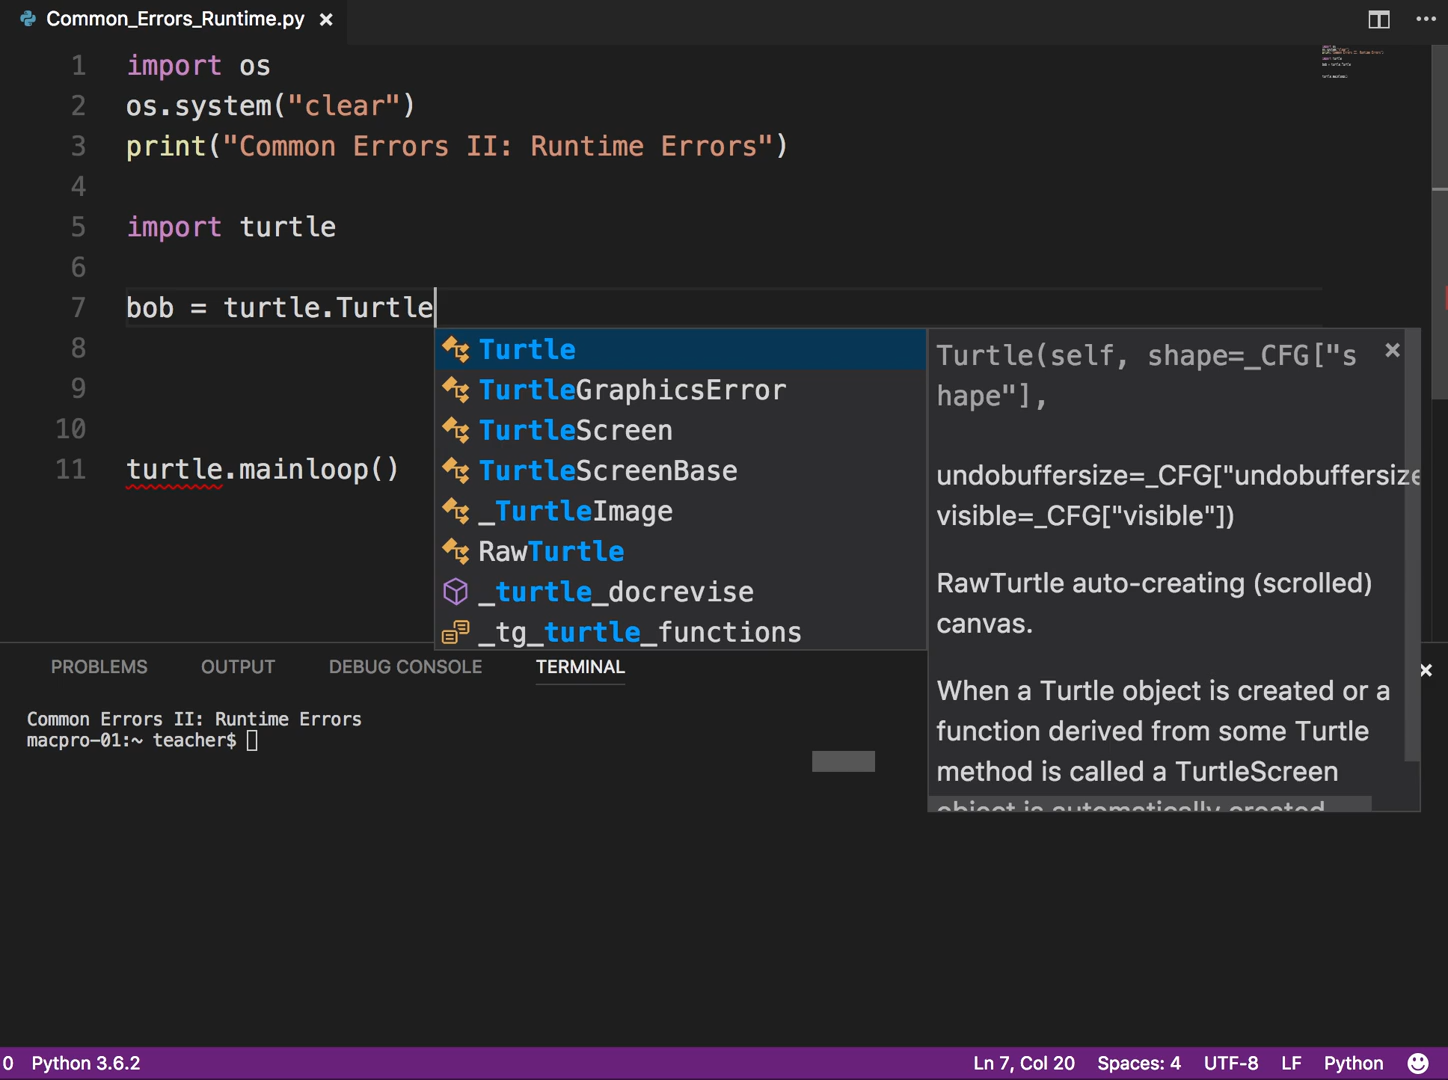 Common_Errors_Runtime.py ×
1 import os
2 os.system("clear")
3 print("Common Errors II: Runtime Errors")
4
5 import turtle
6
7 bob = turtle.Turtle
8
9
10
11 turtle.mainloop()
Turtle
TurtleGraphicsError
TurtleScreen
TurtleScreenBase
_TurtleImage
RawTurtle
_turtle_docrevise
_tg_turtle_functions
Turtle(self, shape=_CFG["s
hape"],
undobuffersize=_CFG["undobuffersize
visible=_CFG["visible"])
RawTurtle auto-creating (scrolled)
canvas.
When a Turtle object is created or a
function derived from some Turtle
method is called a TurtleScreen
object is automatically created
PROBLEMS OUTPUT DEBUG CONSOLE TERMINAL
Common Errors II: Runtime Errors
macpro-01:~ teacher$
0 Python 3.6.2 Ln 7, Col 20 Spaces: 4 UTF-8 LF Python